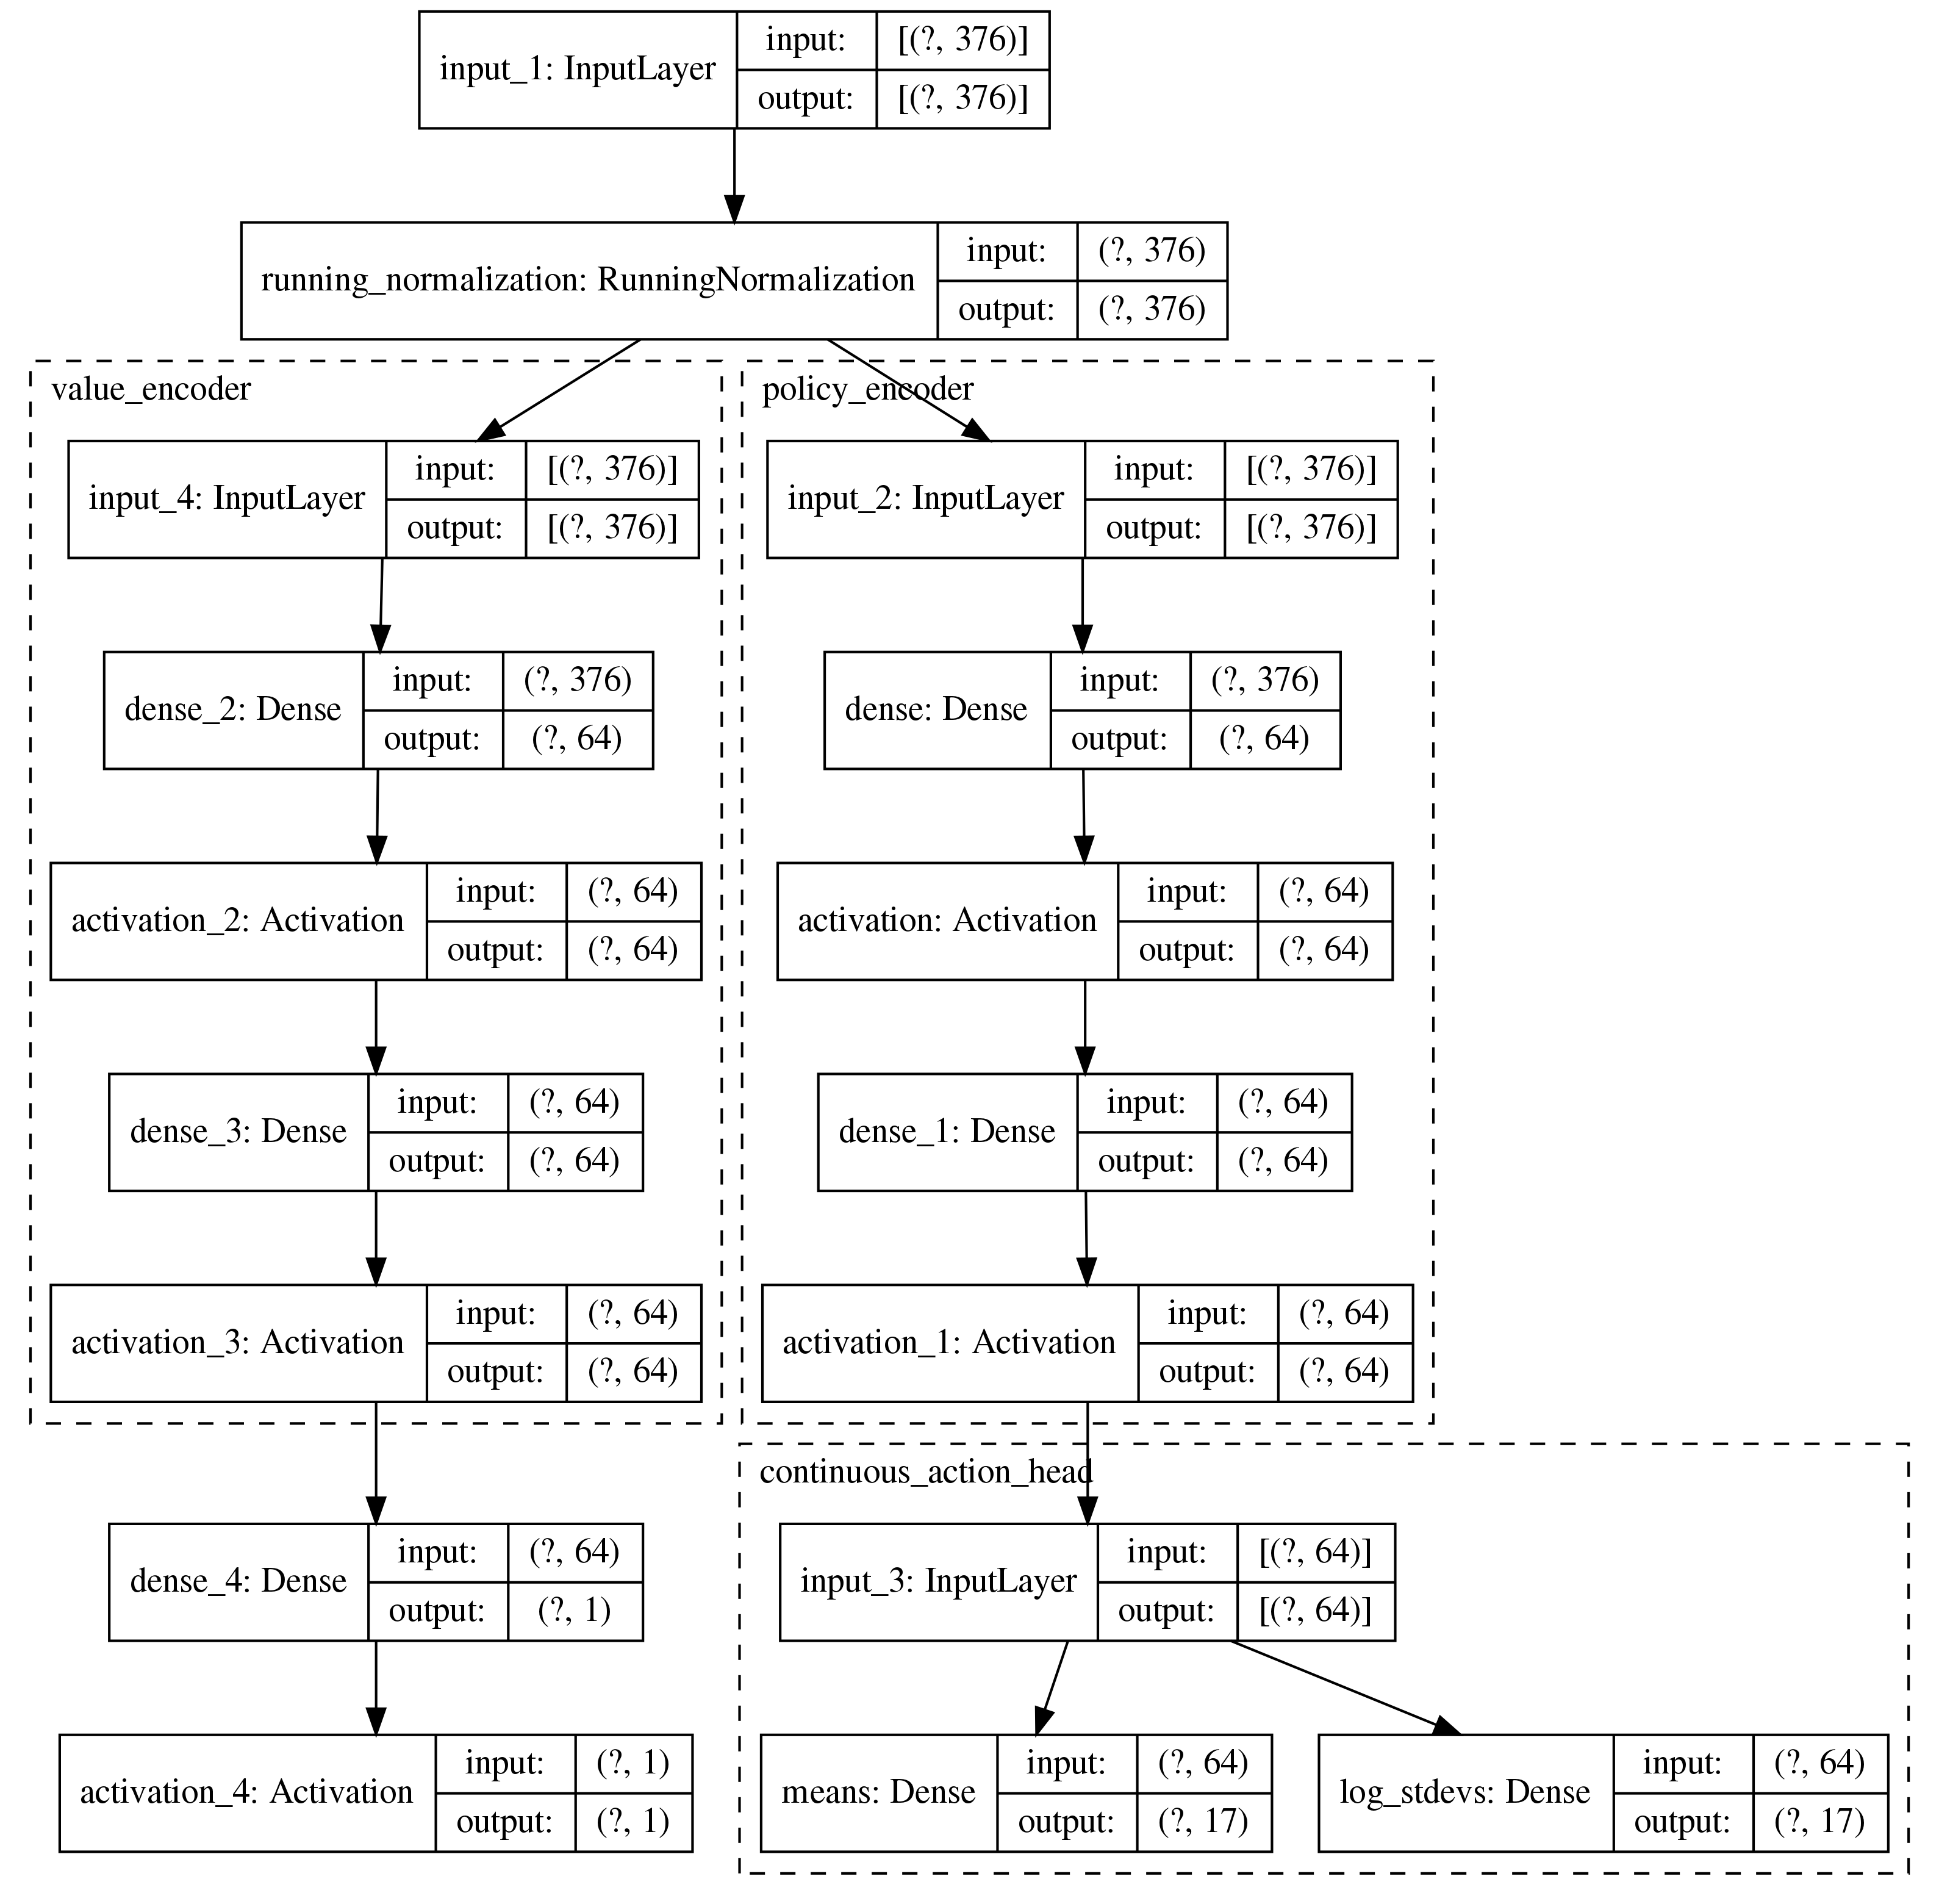 input_1: InputLayer
input: [(?, 376)]
output: [(?, 376)]
running_normalization: RunningNormalization
input: (?, 376)
output: (?, 376)
value_encoder
input_4: InputLayer
input: [(?, 376)]
output: [(?, 376)]
dense_2: Dense
input: (?, 376)
output: (?, 64)
activation_2: Activation
input: (?, 64)
output: (?, 64)
dense_3: Dense
input: (?, 64)
output: (?, 64)
activation_3: Activation
input: (?, 64)
output: (?, 64)
dense_4: Dense
input: (?, 64)
output: (?, 1)
activation_4: Activation
input: (?, 1)
output: (?, 1)
policy_encoder
input_2: InputLayer
input: [(?, 376)]
output: [(?, 376)]
dense: Dense
input: (?, 376)
output: (?, 64)
activation: Activation
input: (?, 64)
output: (?, 64)
dense_1: Dense
input: (?, 64)
output: (?, 64)
activation_1: Activation
input: (?, 64)
output: (?, 64)
continuous_action_head
input_3: InputLayer
input: [(?, 64)]
output: [(?, 64)]
means: Dense
input: (?, 64)
output: (?, 17)
log_stdevs: Dense
input: (?, 64)
output: (?, 17)